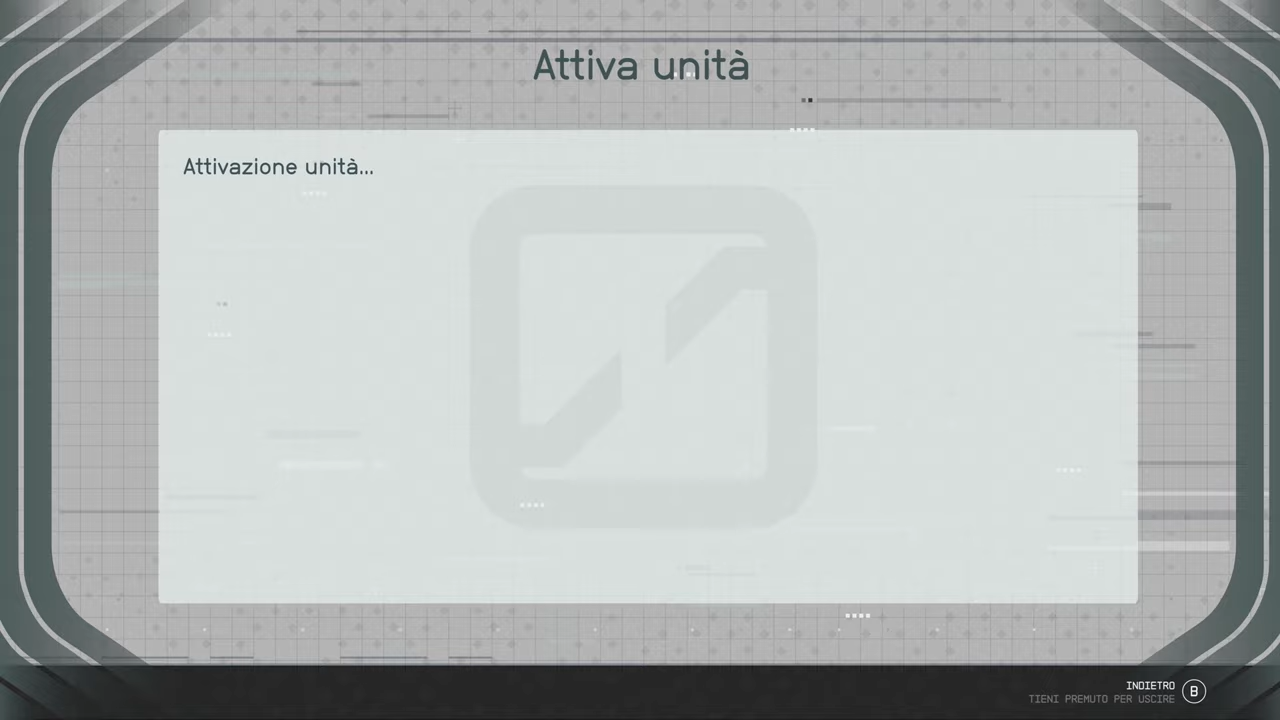 Attiva unità
Attivazione unità...
INDIETRO
B
TIENI PREMUTO PER USCIRE